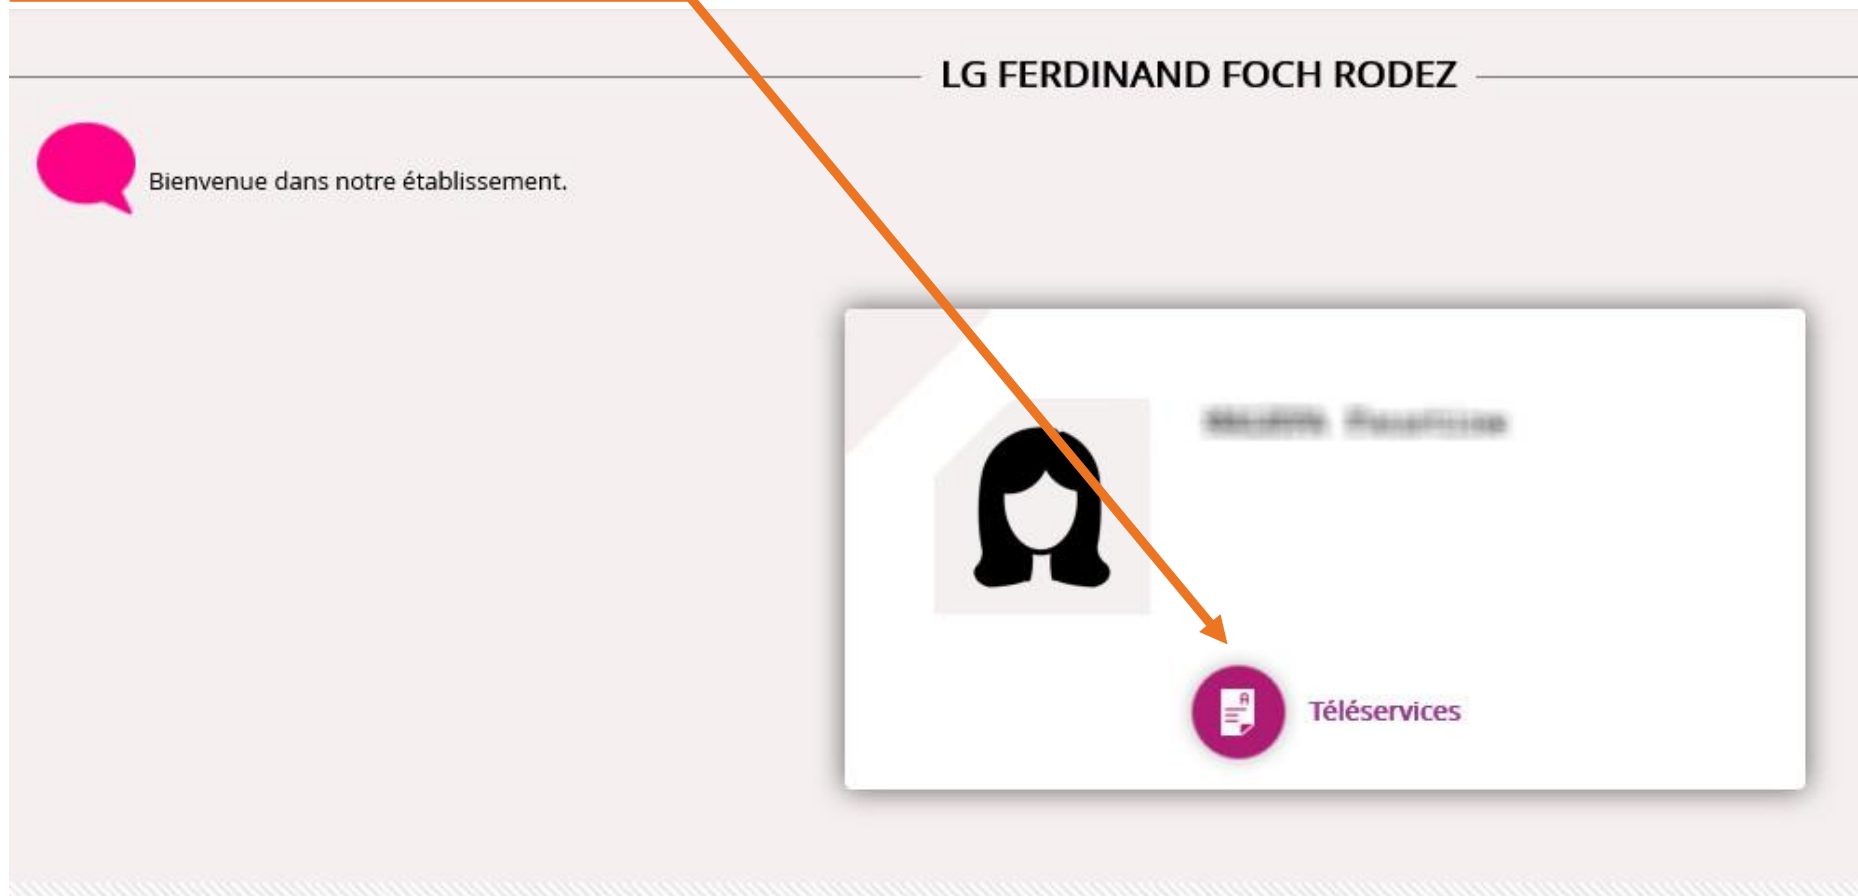 LG FERDINAND FOCH RODEZ
Bienvenue dans notre établissement.
Téléservices